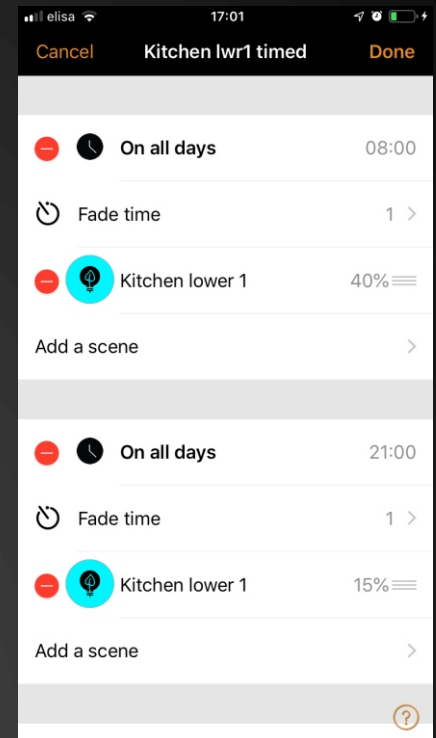 elisa 17:01
Cancel Kitchen lwr1 timed Done
On all days 08:00
Fade time 1
Kitchen lower 1 40%
Add a scene
On all days 21:00
Fade time 1
Kitchen lower 1 15%
Add a scene
?